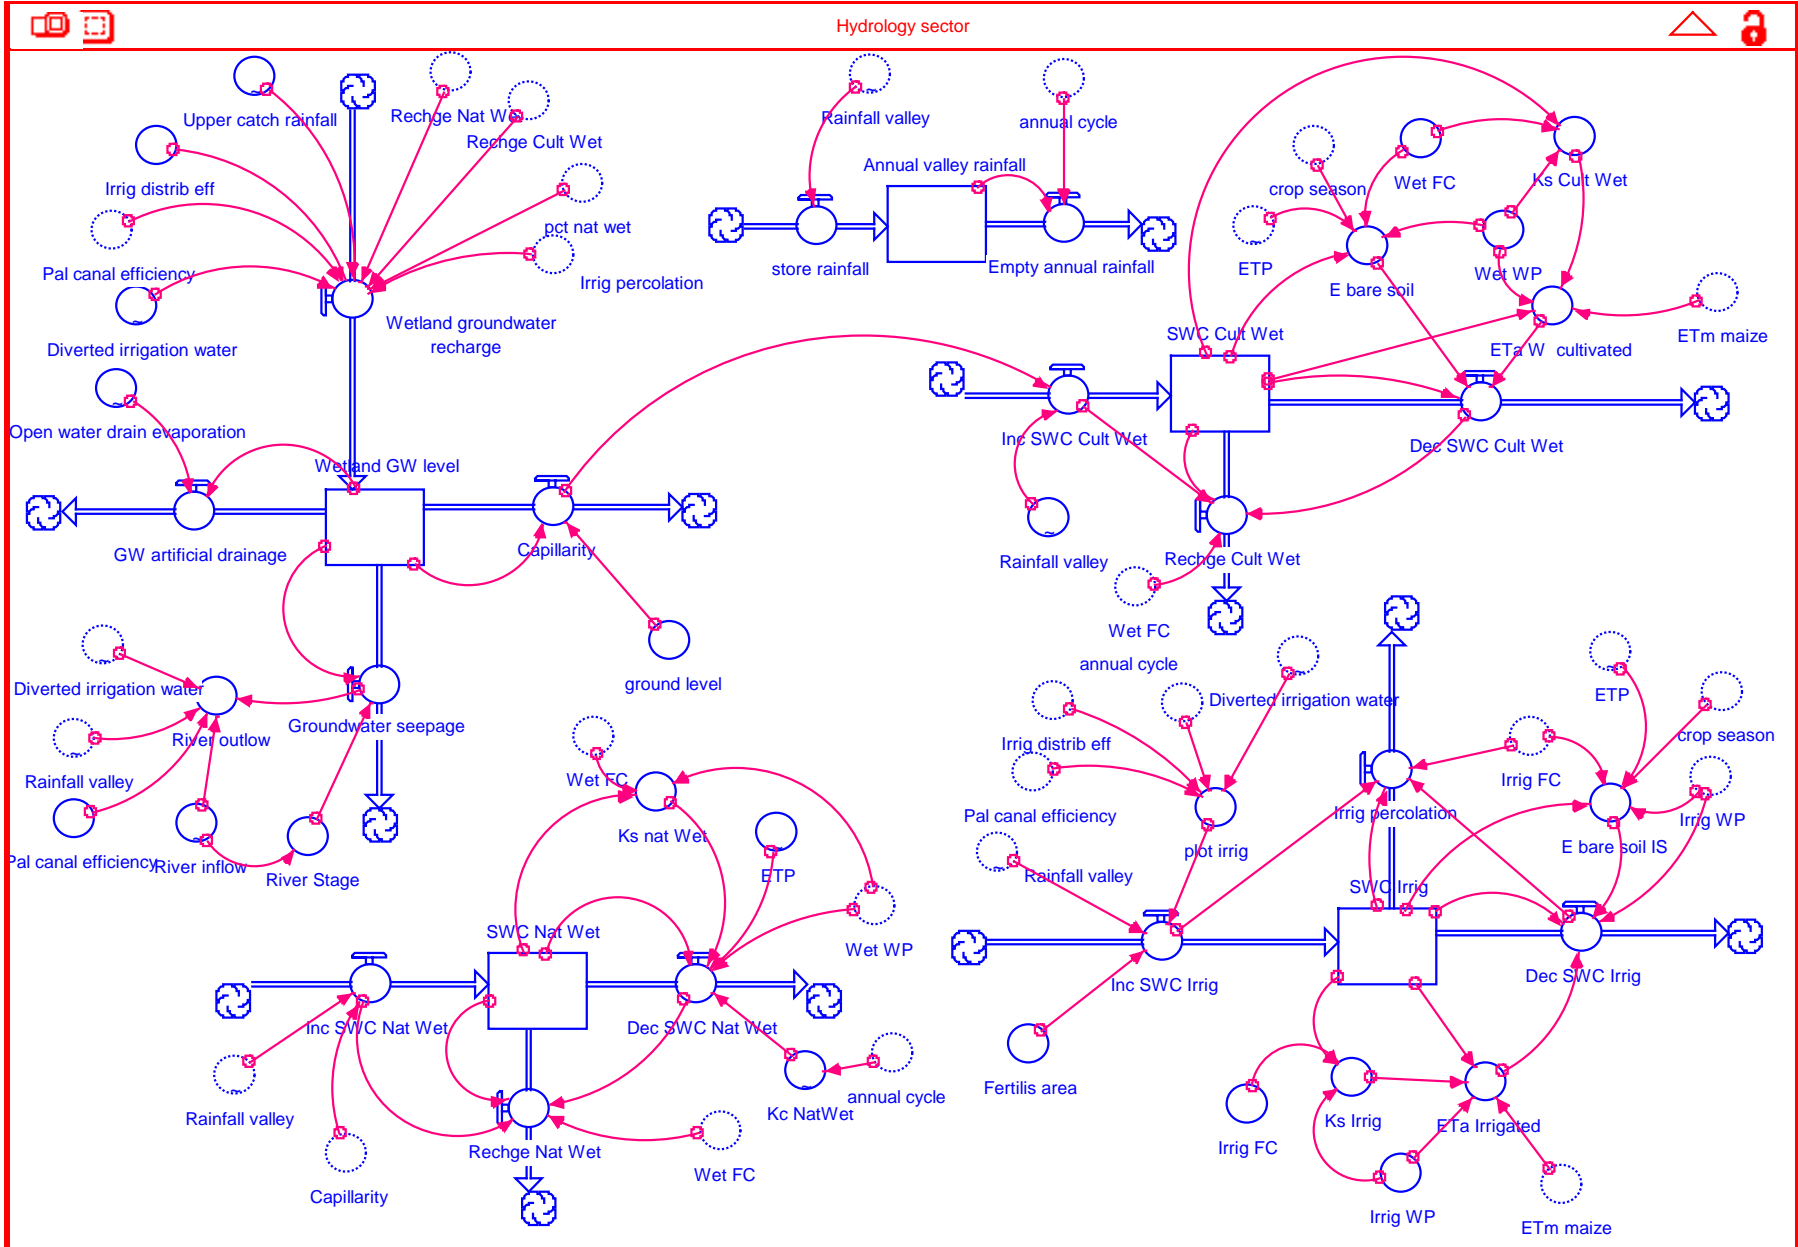 Hydrology sector
Upper catch rainfall
Rechge Nat Wet
Rechge Cult Wet
Irrig distrib eff
pct nat wet
Pal canal efficiency
Irrig percolation
Diverted irrigation water
Wetland groundwater
recharge
Open water drain evaporation
Wetland GW level
GW artificial drainage
Capillarity
ground level
Diverted irrigation water
Groundwater seepage
River outlow
Rainfall valley
Pal canal efficiency
River inflow
River Stage
Rainfall valley
annual cycle
Annual valley rainfall
store rainfall
Empty annual rainfall
crop season
Wet FC
Ks Cult Wet
ETP
E bare soil
Wet WP
SWC Cult Wet
ETa W cultivated
ETm maize
Inc SWC Cult Wet
Dec SWC Cult Wet
Rainfall valley
Rechge Cult Wet
Wet FC
Wet FC
Ks nat Wet
ETP
SWC Nat Wet
Wet WP
Inc SWC Nat Wet
Dec SWC Nat Wet
Rainfall valley
Kc NatWet
annual cycle
Rechge Nat Wet
Wet FC
Capillarity
annual cycle
Diverted irrigation water
Irrig distrib eff
Pal canal efficiency
plot irrig
Rainfall valley
ETP
crop season
Irrig FC
Irrig percolation
Irrig WP
E bare soil IS
SWC Irrig
Inc SWC Irrig
Dec SWC Irrig
Fertilis area
Ks Irrig
ETa Irrigated
Irrig FC
Irrig WP
ETm maize